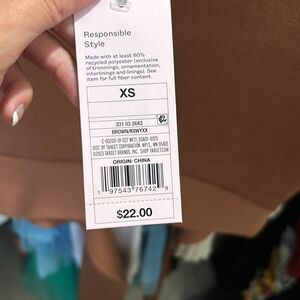 Responsible
Style
Made with at least 60%
recycled polyester (exclusive
of trimmings, ornamentation,
interlinings and linings). See
item for full fiber content.
XS
331 03 2643
BROWN/
DIST. BY TARGET CORPORATION, MPLS., MN 55403
©2023 TARGET BRANDS, INC. SHOP TARGET.COM
ORIGIN: CHINA
1 97543 76742 9
$22.00